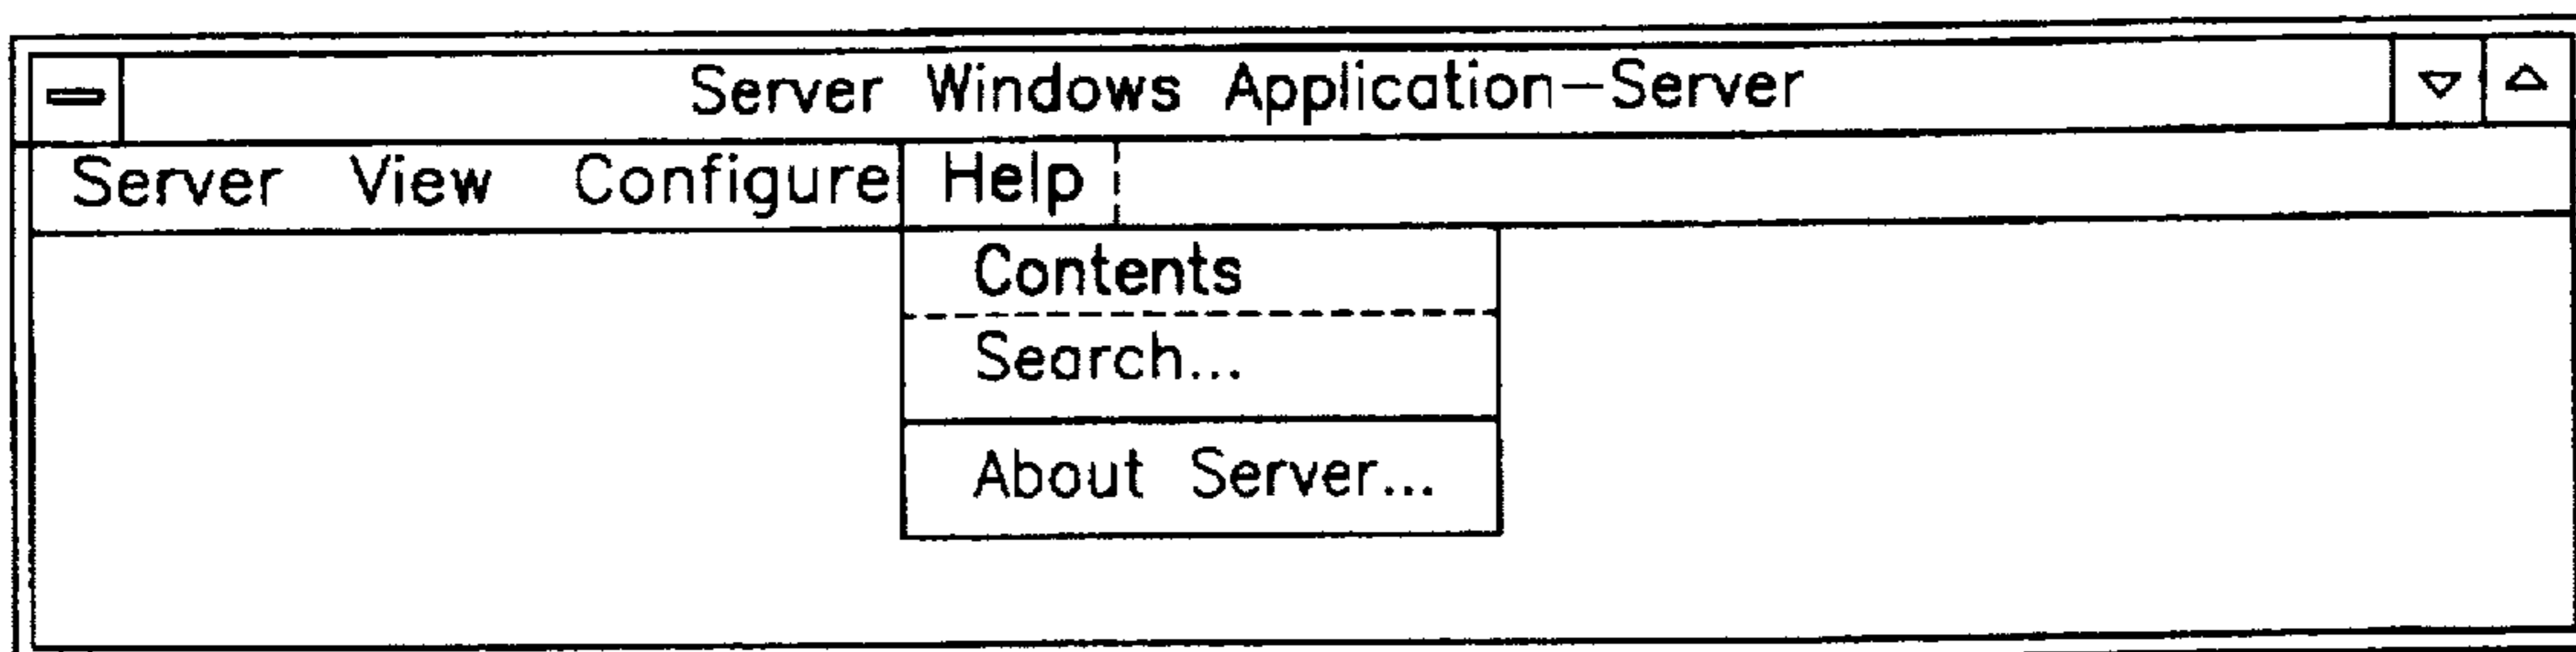 Server Windows Application-Server
Server View Configure Help
Contents
Search...
About Server...